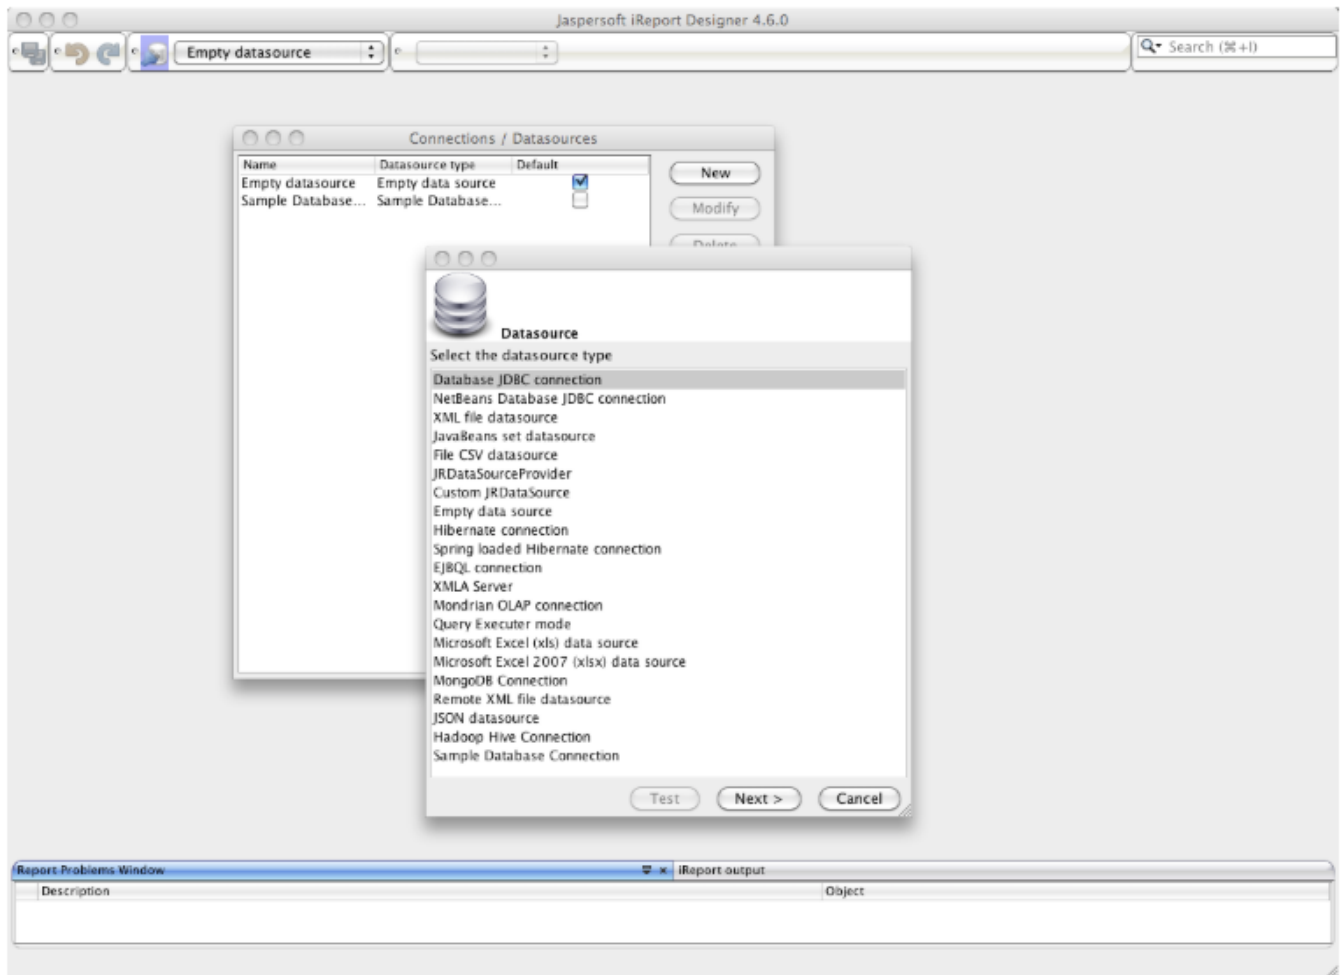 Jaspersoft iReport Designer 4.6.0
Empty datasource
Search (⌘+I)
Connections / Datasources
Name Datasource type Default
Empty datasource Empty data source
Sample Database... Sample Database...
New
Modify
Delete
Datasource
Select the datasource type
Database JDBC connection
NetBeans Database JDBC connection
XML file datasource
JavaBeans set datasource
File CSV datasource
JRDataSourceProvider
Custom JRDataSource
Empty data source
Hibernate connection
Spring loaded Hibernate connection
EJBQL connection
XMLA Server
Mondrian OLAP connection
Query Executer mode
Microsoft Excel (xls) data source
Microsoft Excel 2007 (xlsx) data source
MongoDB Connection
Remote XML file datasource
JSON datasource
Hadoop Hive Connection
Sample Database Connection
Test Next > Cancel
Report Problems Window iReport output
Description Object